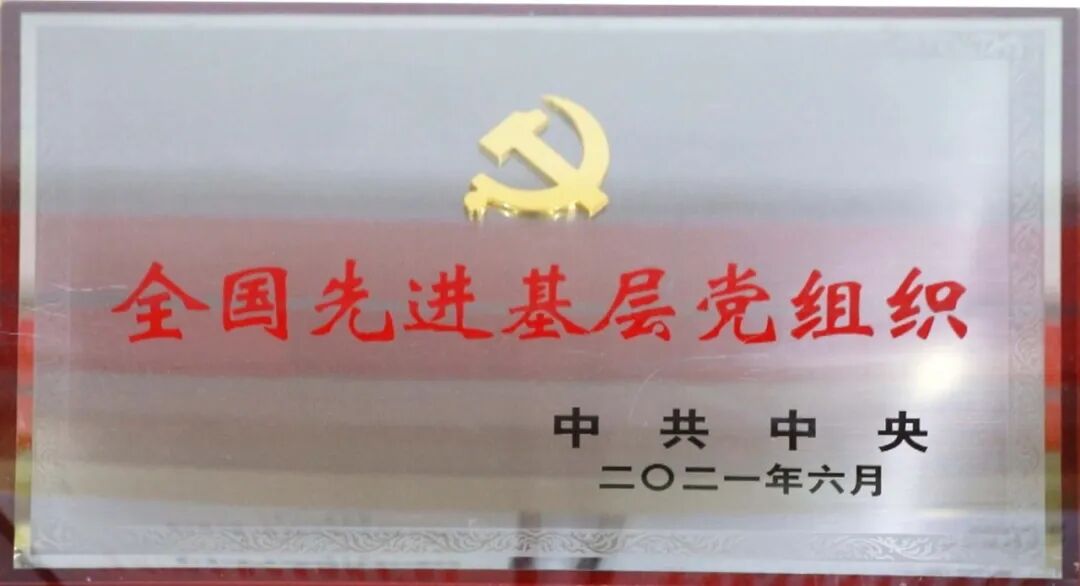 全国先进基层党组织
中共中央
二〇二一年六月